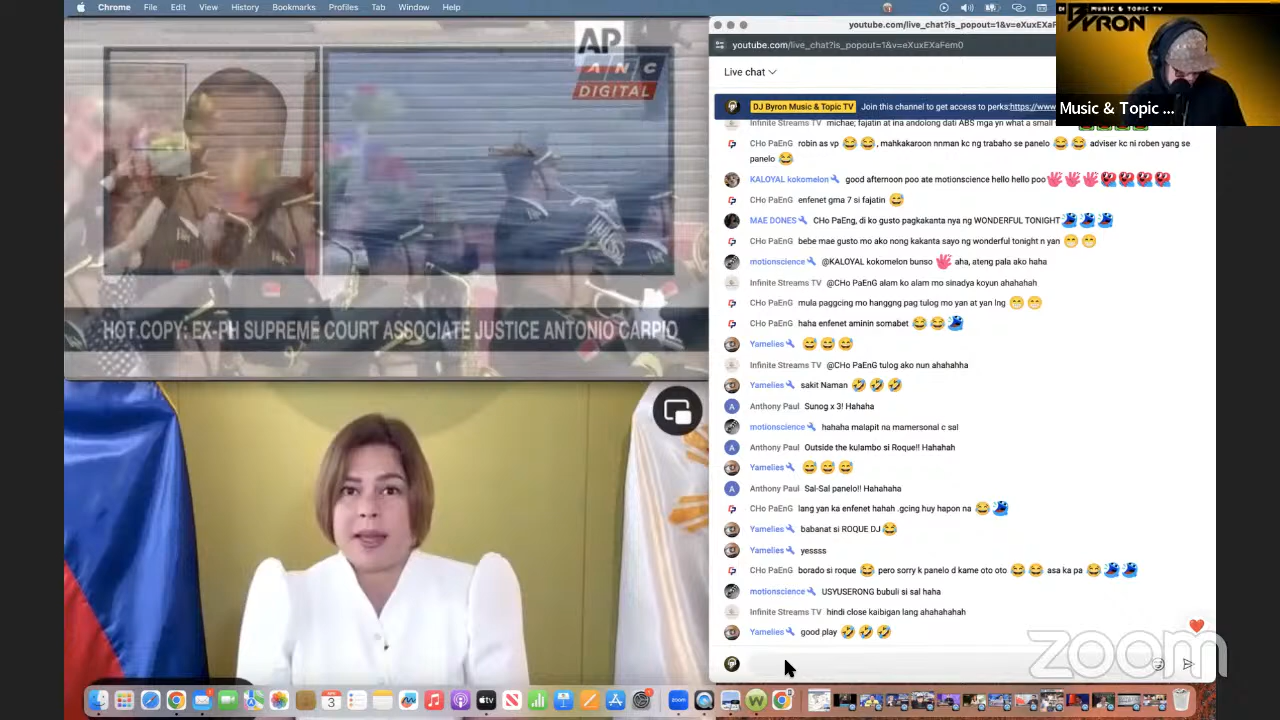 Chrome File Edit View History Bookmarks Profiles Tab Window Help
youtube.com/live_chat?is_popout=1&v=eXuxEXaF
youtube.com/live_chat?is_popout=1&v=eXuxEXaFem0
MUSIC & TOPIC TV
BYRON
Music & Topic ...
AP
ANC
DIGITAL
HOT COPY: EX-PH SUPREME COURT ASSOCIATE JUSTICE ANTONIO CARPIO
Live chat
DJ Byron Music & Topic TV Join this channel to get access to perks:https://www
Infinite Streams TV michae; fajatin at ina andolong dati ABS mga yn what a small
CHo PaEnG robin as vp 😂 😂 , mahkakaroon nnman kc ng trabaho se penelo 😂 😂 adviser kc ni roben yang se
panelo 😂
KALOYAL kokomelon good afternoon poo ate motionscience hello hello poo
CHo PaEnG enfenet gma 7 si fajatin 😅
MAE DONES CHo PaEng, di ko gusto pagkakanta nya ng WONDERFUL TONIGHT
CHo PaEnG bebe mae gusto mo ako nong kakanta sayo ng wonderful tonight n yan 😁 😁
motionscience @KALOYAL kokomelon bunso aha, ateng pala ako haha
Infinite Streams TV @CHo PaEnG alam ko alam mo sinadya koyun ahahahah
CHo PaEnG mula paggcing mo hanggng pag tulog mo yan at yan lng 😁 😁
CHo PaEnG haha enfenet aminin somabet 😂 😂
Yamelies 😅 😅 😅
Infinite Streams TV @CHo PaEnG tulog ako nun ahahahha
Yamelies sakit Naman 🤣 🤣 🤣
Anthony Paul Sunog x 3! Hahaha
motionscience hahaha malapit na mamersonal c sal
Anthony Paul Outside the kulambo si Roque!! Hahahah
Yamelies 😅 😅 😅
Anthony Paul Sal-Sal panelo!! Hahahaha
CHo PaEnG lang yan ka enfenet hahah .gcing huy hapon na 😂
Yamelies babanat si ROQUE DJ 😂
Yamelies yessss
CHo PaEnG borado si roque 😂 pero sorry k panelo d kame oto oto 😂 😂 asa ka pa 😂
motionscience USYUSERONG bubuli si sal haha
Infinite Streams TV hindi close kaibigan lang ahahahahah
Yamelies good play 🤣 🤣 🤣
zoom